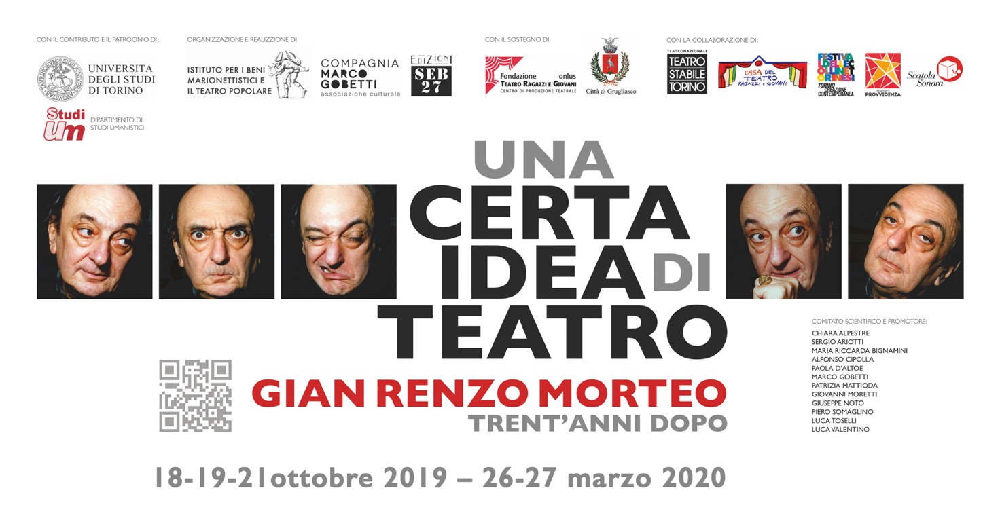 CON IL CONTRIBUTO E IL PATROCINIO DI:
UNIVERSITA
DEGLI STUDI
DI TORINO
Studi
Um
DIPARTIMENTO DI
STUDI UMANISTICI
ORGANIZZAZIONE E REALIZZIONE DI:
ISTITUTO PER I BENI
MARIONETTISTICI E
IL TEATRO POPOLARE
COMPAGNIA
MARCO
GOBETTI
associazione culturale
EDIZIONI
SEB
27
CON IL SOSTEGNO DI:
Fondazione onlus
TEATRO RAGAZZI E GIOVANI
CENTRO DI PRODUZIONE TEATRALE
Città di Grugliasco
CON LA COLLABORAZIONE DI:
TEATRONAZIONALE
TEATRO
STABILE
TORINO
CASA DEL
TEATRO
RAGAZZI E GIOVANI
FESTIVA
LDELLEC
OLLINET
ORINESI
TORINO
CREAZIONE
CONTEMPORANEA
TEATRO
PROVVIDENZA
Scatola
Sonora
UNA
CERTA
IDEA DI
TEATRO
GIAN RENZO MORTEO
TRENT'ANNI DOPO
18-19-21ottobre 2019 – 26-27 marzo 2020
COMITATO SCIENTIFICO E PROMOTORE:
CHIARA ALPESTRE
SERGIO ARIOTTI
MARIA RICCARDA BIGNAMINI
ALFONSO CIPOLLA
PAOLA D'ALTOÈ
MARCO GOBETTI
PATRIZIA MATTIODA
GIOVANNI MORETTI
GIUSEPPE NOTO
PIERO SOMAGLINO
LUCA TOSELLI
LUCA VALENTINO